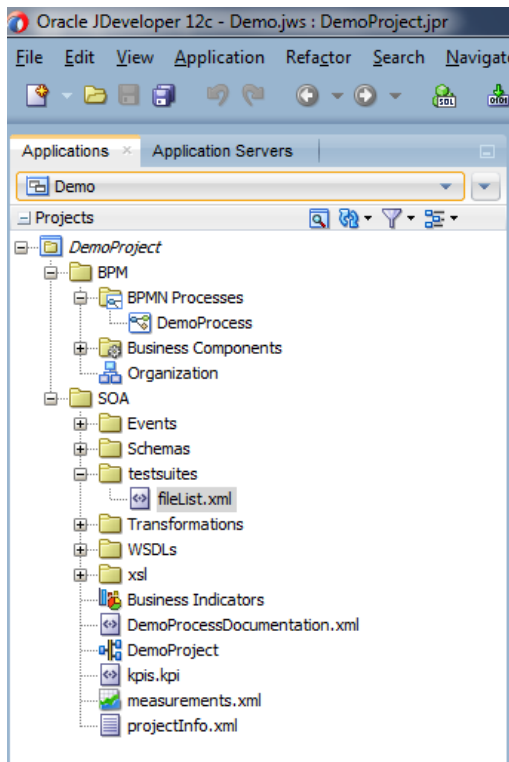 Oracle JDeveloper 12c - Demo.jws : DemoProject.jpr
File Edit View Application Refactor Search Navigat
SQL
Applications × Application Servers
Demo
Projects
DemoProject
BPM
BPMN Processes
DemoProcess
Business Components
Organization
SOA
Events
Schemas
testsuites
fileList.xml
Transformations
WSDLs
xsl
Business Indicators
DemoProcessDocumentation.xml
DemoProject
kpis.kpi
measurements.xml
projectInfo.xml